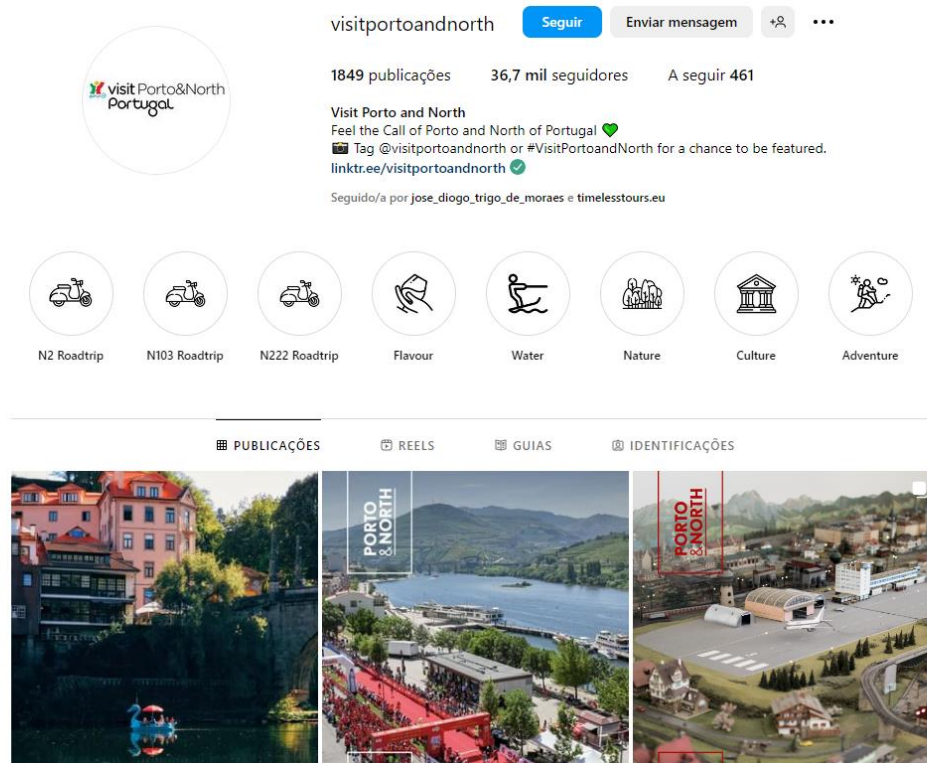 visitportoandnorth Seguir Enviar mensagem
visit Porto&North
Portugal
1849 publicações 36,7 mil seguidores A seguir 461
Visit Porto and North
Feel the Call of Porto and North of Portugal 💚
📷 Tag @visitportoandnorth or #VisitPortoandNorth for a chance to be featured.
linktr.ee/visitportoandnorth
Seguido/a por jose_diogo_trigo_de_moraes e timelesstours.eu
N2 Roadtrip N103 Roadtrip N222 Roadtrip Flavour Water Nature Culture Adventure
PUBLICAÇÕES REELS GUIAS IDENTIFICAÇÕES
PORTO
&NORTH
PORTO
&NORTH